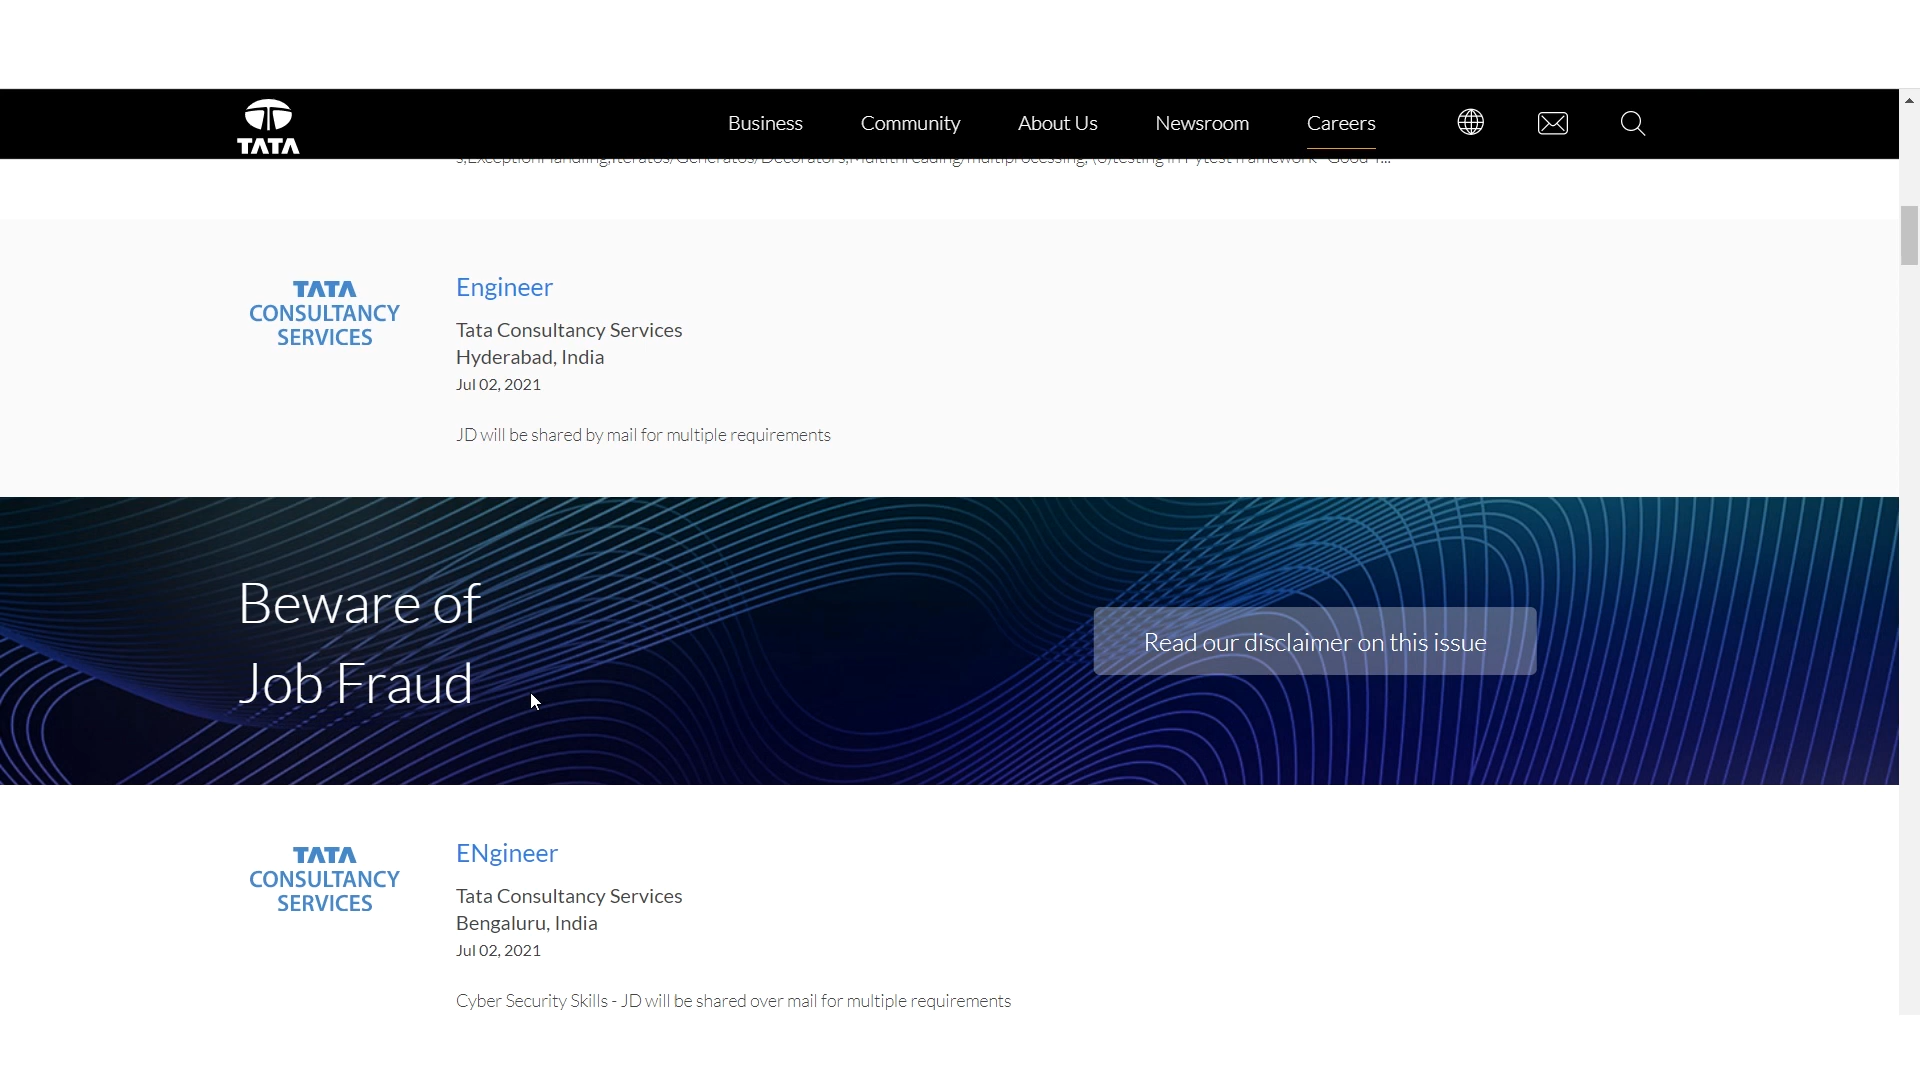 TATA
Business Community About Us Newsroom Careers
TATA
CONSULTANCY
SERVICES
Engineer
Tata Consultancy Services
Hyderabad, India
Jul 02, 2021
JD will be shared by mail for multiple requirements
Beware of
Job Fraud
Read our disclaimer on this issue
TATA
CONSULTANCY
SERVICES
ENgineer
Tata Consultancy Services
Bengaluru, India
Jul 02, 2021
Cyber Security Skills - JD will be shared over mail for multiple requirements